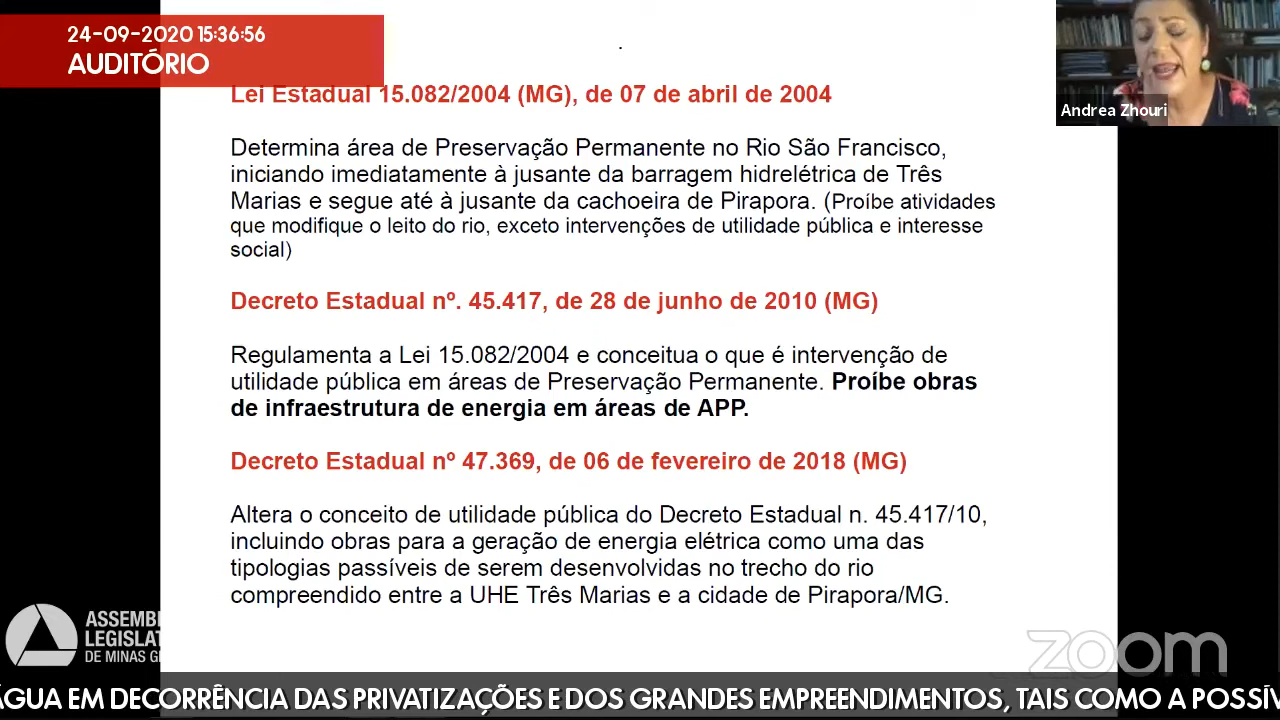 24-09-2020 15:36:56
AUDITÓRIO
Andrea Zhouri
Lei Estadual 15.082/2004 (MG), de 07 de abril de 2004
Determina área de Preservação Permanente no Rio São Francisco,
iniciando imediatamente à jusante da barragem hidrelétrica de Três
Marias e segue até à jusante da cachoeira de Pirapora. (Proíbe atividades
que modifique o leito do rio, exceto intervenções de utilidade pública e interesse
social)
Decreto Estadual nº. 45.417, de 28 de junho de 2010 (MG)
Regulamenta a Lei 15.082/2004 e conceitua o que é intervenção de
utilidade pública em áreas de Preservação Permanente. Proíbe obras
de infraestrutura de energia em áreas de APP.
Decreto Estadual nº 47.369, de 06 de fevereiro de 2018 (MG)
Altera o conceito de utilidade pública do Decreto Estadual n. 45.417/10,
incluindo obras para a geração de energia elétrica como uma das
tipologias passíveis de serem desenvolvidas no trecho do rio
compreendido entre a UHE Três Marias e a cidade de Pirapora/MG.
ASSEMB
LEGISLAT
DE MINAS G
zoom
ÁGUA EM DECORRÊNCIA DAS PRIVATIZAÇÕES E DOS GRANDES EMPREENDIMENTOS, TAIS COMO A POSSÍV